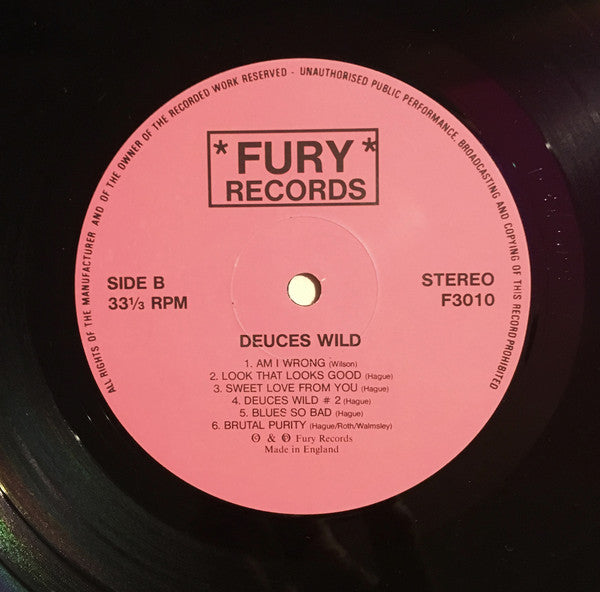 ALL RIGHTS OF THE MANUFACTURER AND OF THE OWNER OF THE RECORDED WORK RESERVED - UNAUTHORISED PUBLIC PERFORMANCE, BROADCASTING AND COPYING OF THIS RECORD PROHIBITED
* FURY *
RECORDS
SIDE B
33⅓ RPM
STEREO
F3010
DEUCES WILD
1. AM I WRONG (Wilson)
2. LOOK THAT LOOKS GOOD (Hague)
3. SWEET LOVE FROM YOU (Hague)
4. DEUCES WILD # 2 (Hague)
5. BLUES SO BAD (Hague)
6. BRUTAL PURITY (Hague/Roth/Walmsley)
& Fury Records
Made in England